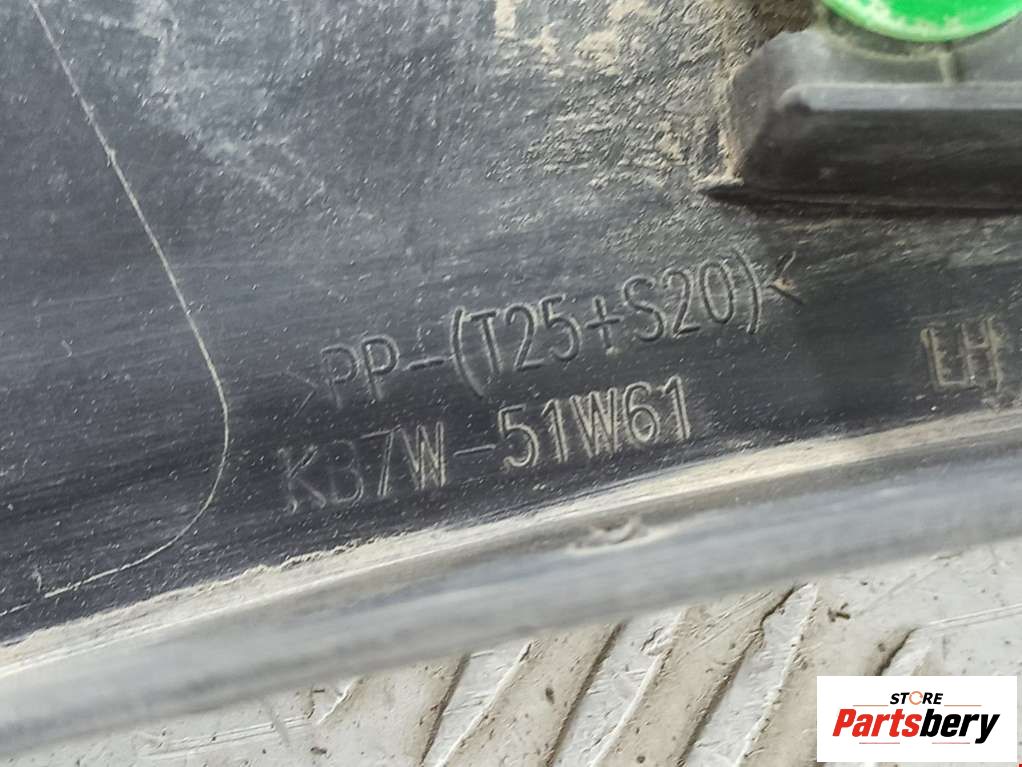 >PP-(T25+S20)<
KB7W-51W61
LH
STORE
Partsbery